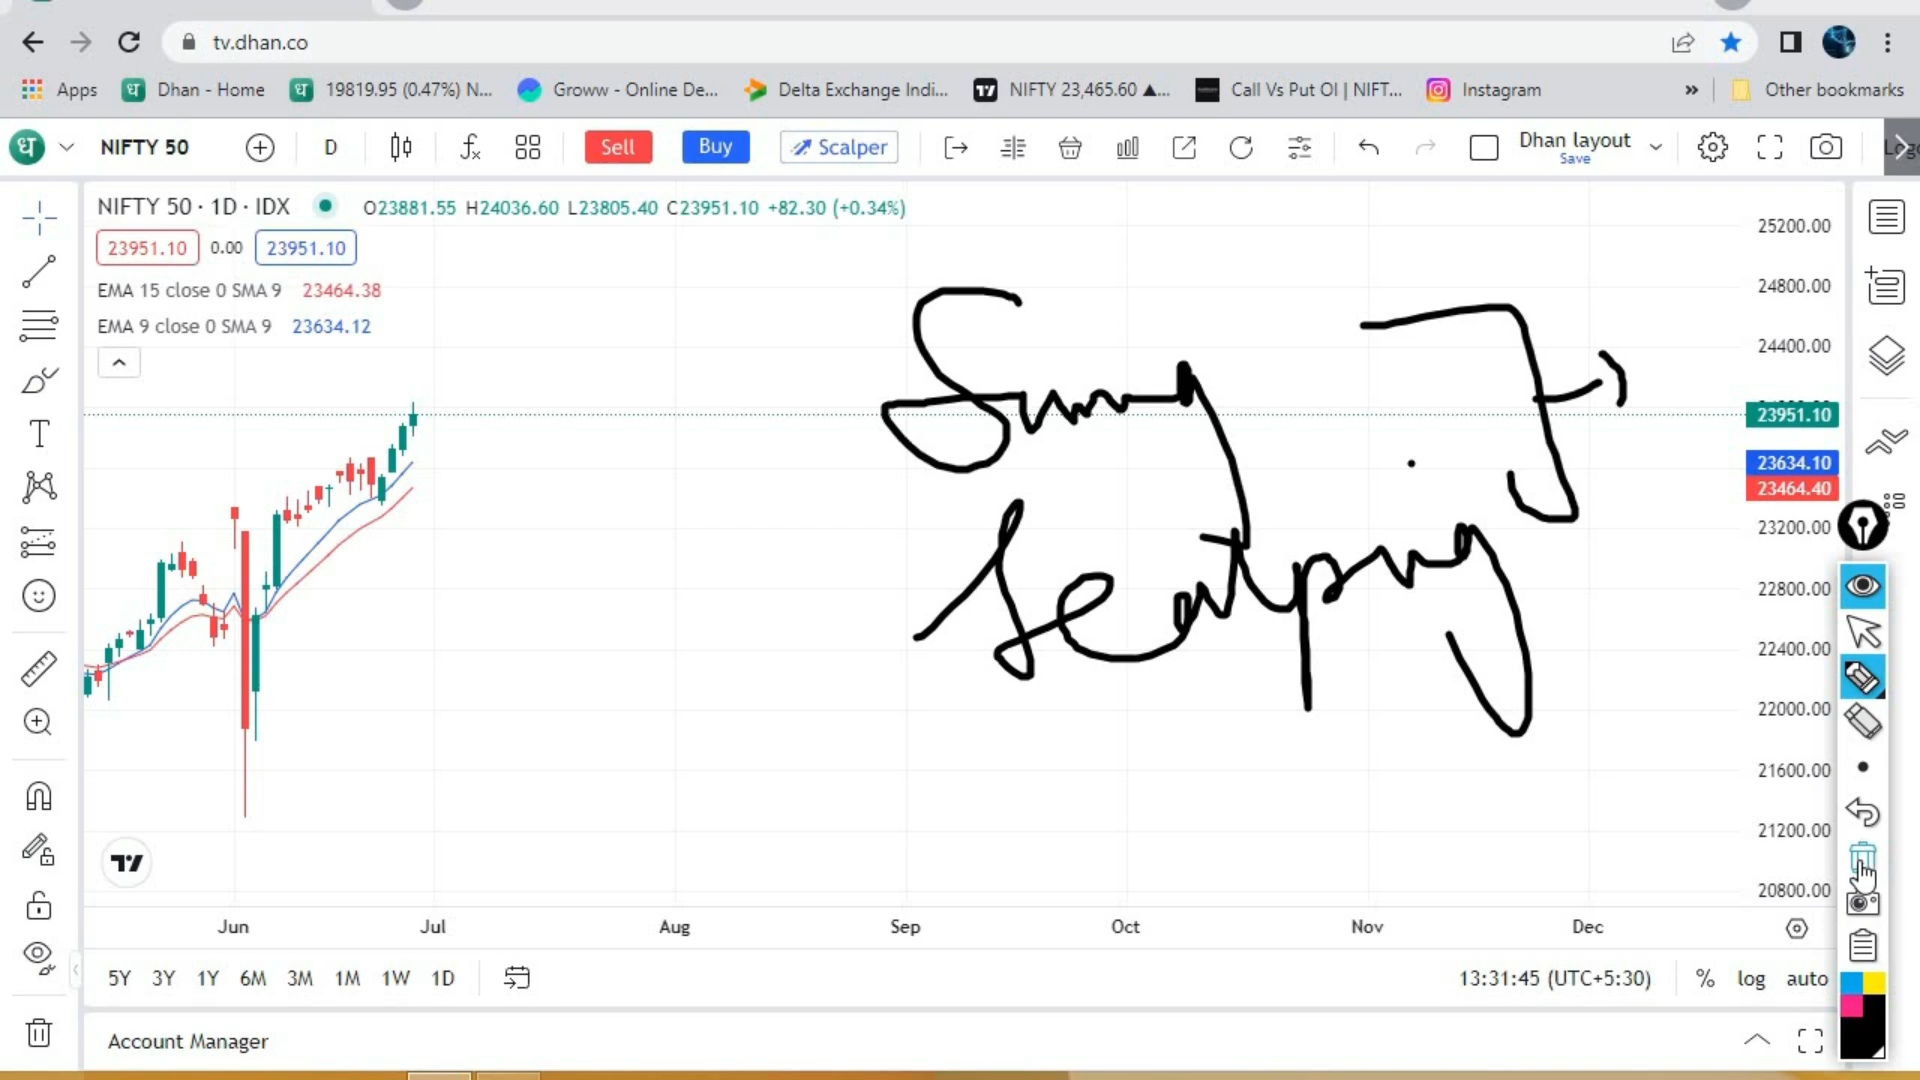 tv.dhan.co
Apps
Dhan - Home
19819.95 (0.47%) N...
Groww - Online De...
Delta Exchange Indi...
NIFTY 23,465.60 ▲...
Call Vs Put OI | NIFT...
Instagram
»
Other bookmarks
ध
NIFTY 50
D
Sell
Buy
Scalper
Dhan layout
Save
NIFTY 50 · 1D · IDX
O23881.55 H24036.60 L23805.40 C23951.10 +82.30 (+0.34%)
23951.10 0.00 23951.10
EMA 15 close 0 SMA 9 23464.38
EMA 9 close 0 SMA 9 23634.12
25200.00
24800.00
24400.00
23951.10
23634.10
23464.40
23200.00
22800.00
22400.00
22000.00
21600.00
21200.00
20800.00
Jun Jul Aug Sep Oct Nov Dec
5Y 3Y 1Y 6M 3M 1M 1W 1D
13:31:45 (UTC+5:30) % log auto
Account Manager